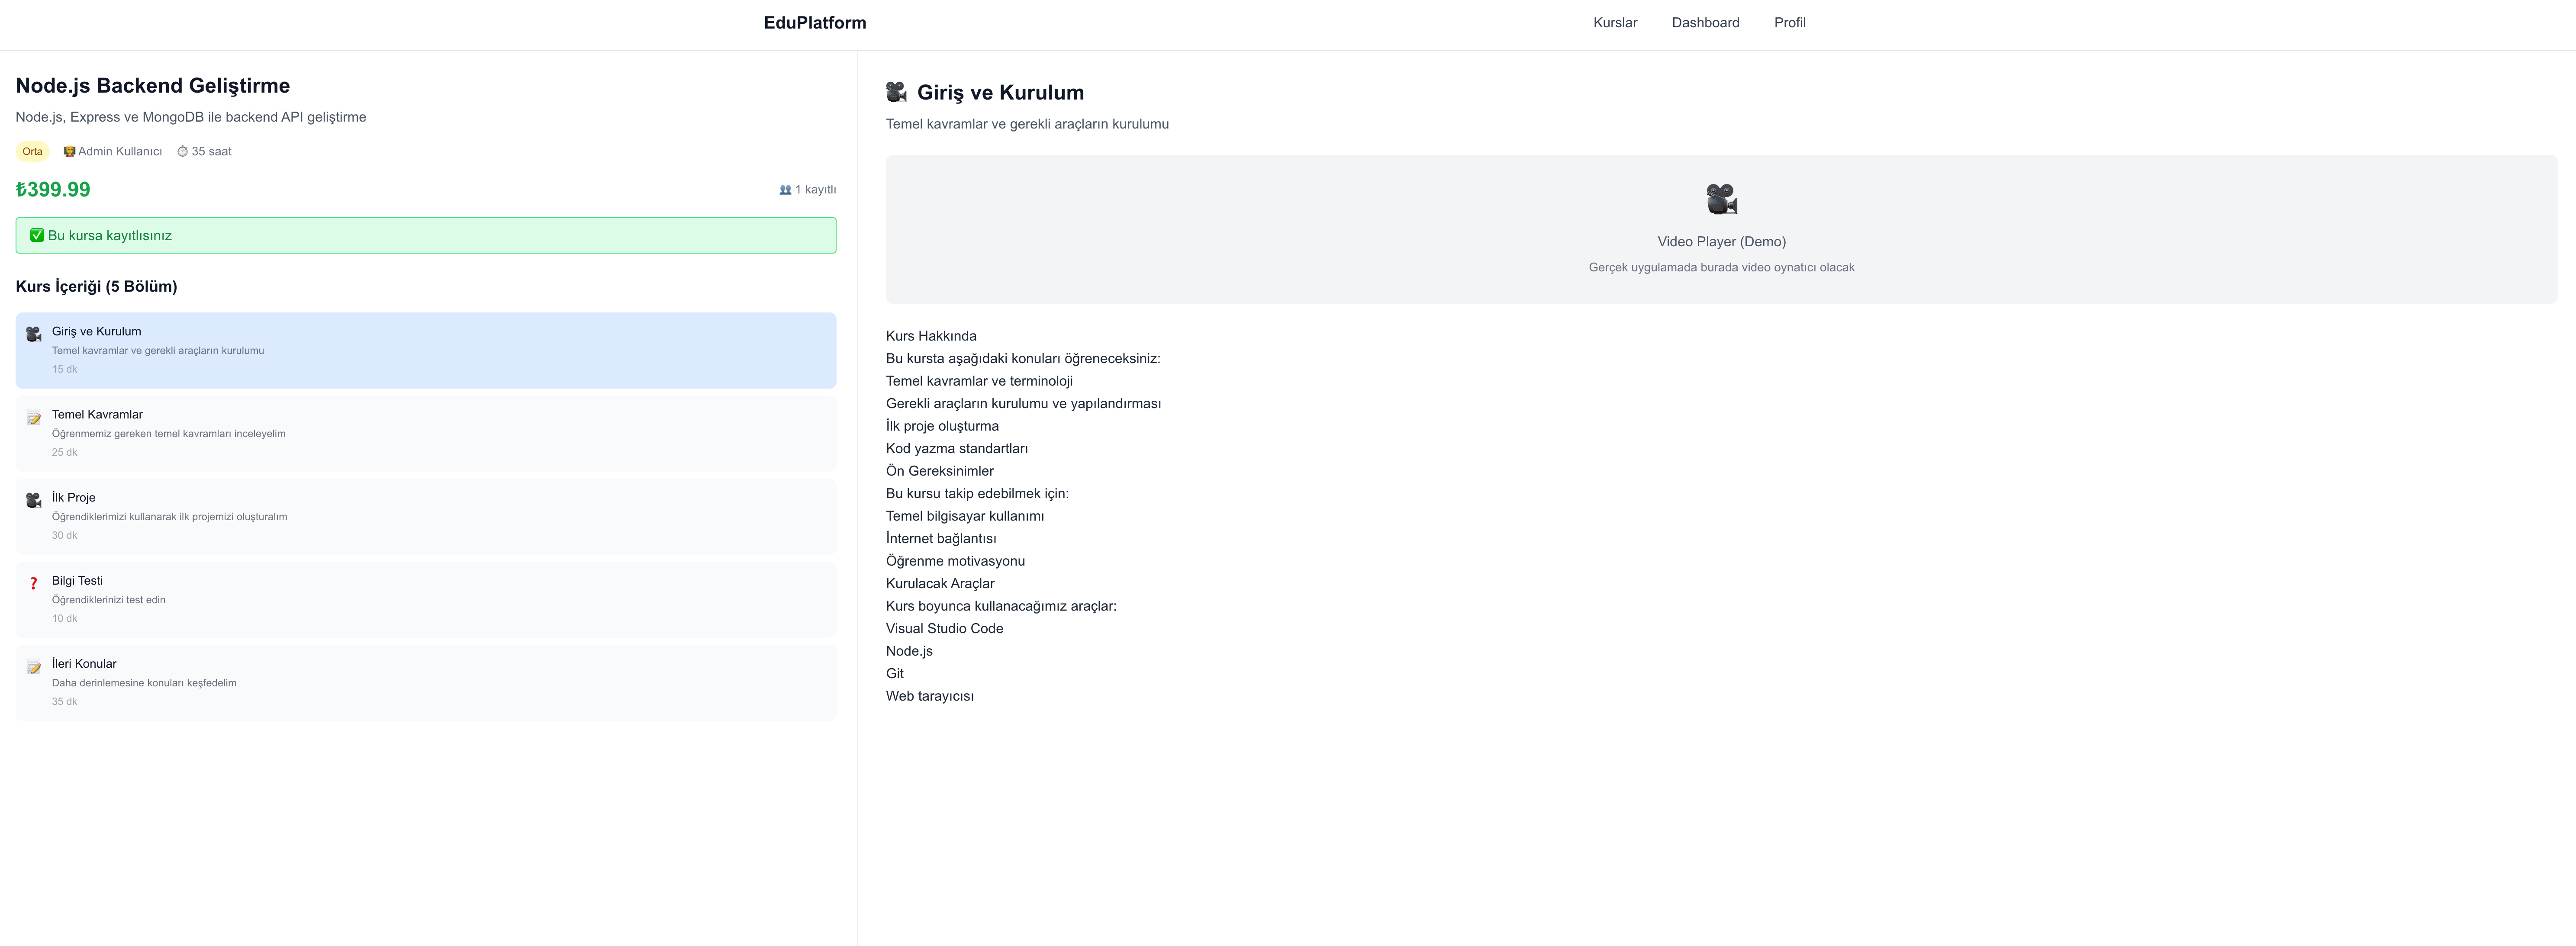 EduPlatform
Kurslar Dashboard Profil
Node.js Backend Geliştirme
Node.js, Express ve MongoDB ile backend API geliştirme
Orta
Admin Kullanıcı
35 saat
₺399.99
1 kayıtlı
Bu kursa kayıtlısınız
Kurs İçeriği (5 Bölüm)
Giriş ve Kurulum
Temel kavramlar ve gerekli araçların kurulumu
15 dk
Temel Kavramlar
Öğrenmemiz gereken temel kavramları inceleyelim
25 dk
İlk Proje
Öğrendiklerimizi kullanarak ilk projemizi oluşturalım
30 dk
Bilgi Testi
Öğrendiklerinizi test edin
10 dk
İleri Konular
Daha derinlemesine konuları keşfedelim
35 dk
Giriş ve Kurulum
Temel kavramlar ve gerekli araçların kurulumu
Video Player (Demo)
Gerçek uygulamada burada video oynatıcı olacak
Kurs Hakkında
Bu kursta aşağıdaki konuları öğreneceksiniz:
Temel kavramlar ve terminoloji
Gerekli araçların kurulumu ve yapılandırması
İlk proje oluşturma
Kod yazma standartları
Ön Gereksinimler
Bu kursu takip edebilmek için:
Temel bilgisayar kullanımı
İnternet bağlantısı
Öğrenme motivasyonu
Kurulacak Araçlar
Kurs boyunca kullanacağımız araçlar:
Visual Studio Code
Node.js
Git
Web tarayıcısı